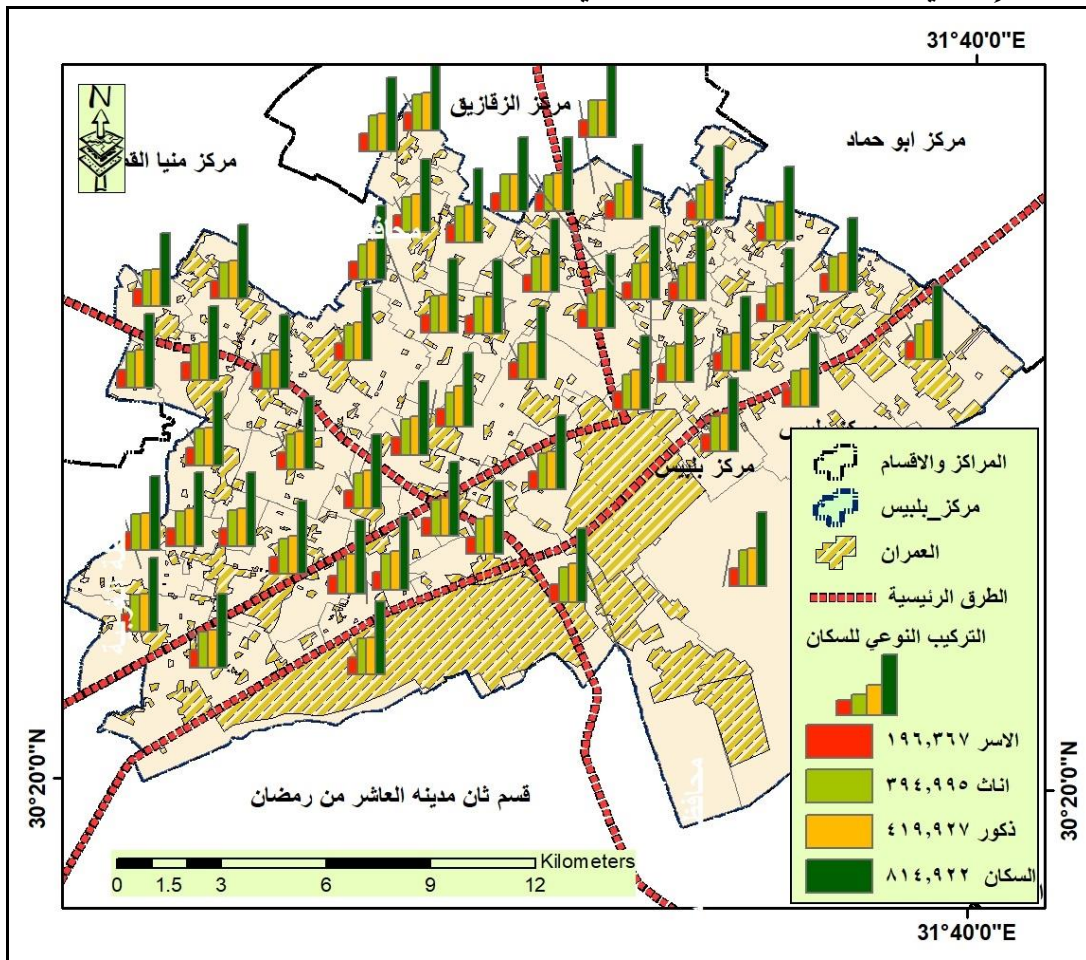 31°40'0"E
N
مركز الزقازيق
مركز ابو حماد
مركز منيا القم
محافظ
مركز بلبيس
المراكز والاقسام
مركز_بلبيس
العمران
الطرق الرئيسية
التركيب النوعي للسكان
الاسر ١٩٦,٣٦٧
اناث ٣٩٤,٩٩٥
ذكور ٤١٩,٩٢٧
السكان ٨١٤,٩٢٢
30°20'0"N
30°20'0"N
قسم ثان مدينه العاشر من رمضان
Kilometers
0 1.5 3 6 9 12
31°40'0"E